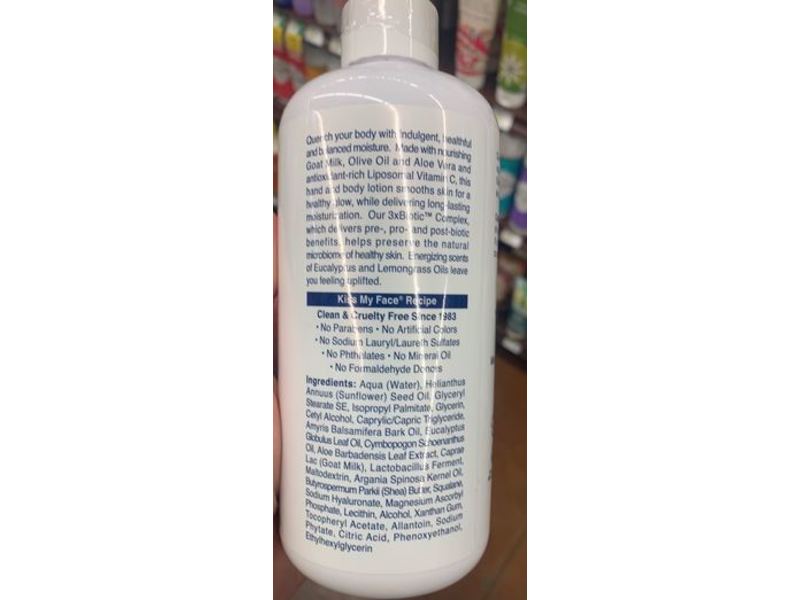 Quench your body with indulgent, healthful
and balanced moisture. Made with nourishing
Goat Milk, Olive Oil and Aloe Vera and
antioxidant-rich Liposomal Vitamin C, this
hand and body lotion smooths skin for a
healthy glow, while delivering long-lasting
moisturization. Our 3xBiotic™ Complex,
which delivers pre-, pro- and post-biotic
benefits, helps preserve the natural
microbiome of healthy skin. Energizing scents
of Eucalyptus and Lemongrass Oils leave
you feeling uplifted.
Kiss My Face® Recipe
Clean & Cruelty Free Since 1983
• No Parabens • No Artificial Colors
• No Sodium Lauryl/Laureth Sulfates
• No Phthalates • No Mineral Oil
• No Formaldehyde Donors
Ingredients: Aqua (Water), Helianthus
Annuus (Sunflower) Seed Oil, Glyceryl
Stearate SE, Isopropyl Palmitate, Glycerin,
Cetyl Alcohol, Caprylic/Capric Triglyceride,
Amyris Balsamifera Bark Oil, Eucalyptus
Globulus Leaf Oil, Cymbopogon Schoenanthus
Oil, Aloe Barbadensis Leaf Extract, Caprae
Lac (Goat Milk), Lactobacillus Ferment,
Maltodextrin, Argania Spinosa Kernel Oil,
Butyrospermum Parkii (Shea) Butter, Squalane,
Sodium Hyaluronate, Magnesium Ascorbyl
Phosphate, Lecithin, Alcohol, Xanthan Gum,
Tocopheryl Acetate, Allantoin, Sodium
Phytate, Citric Acid, Phenoxyethanol,
Ethylhexylglycerin